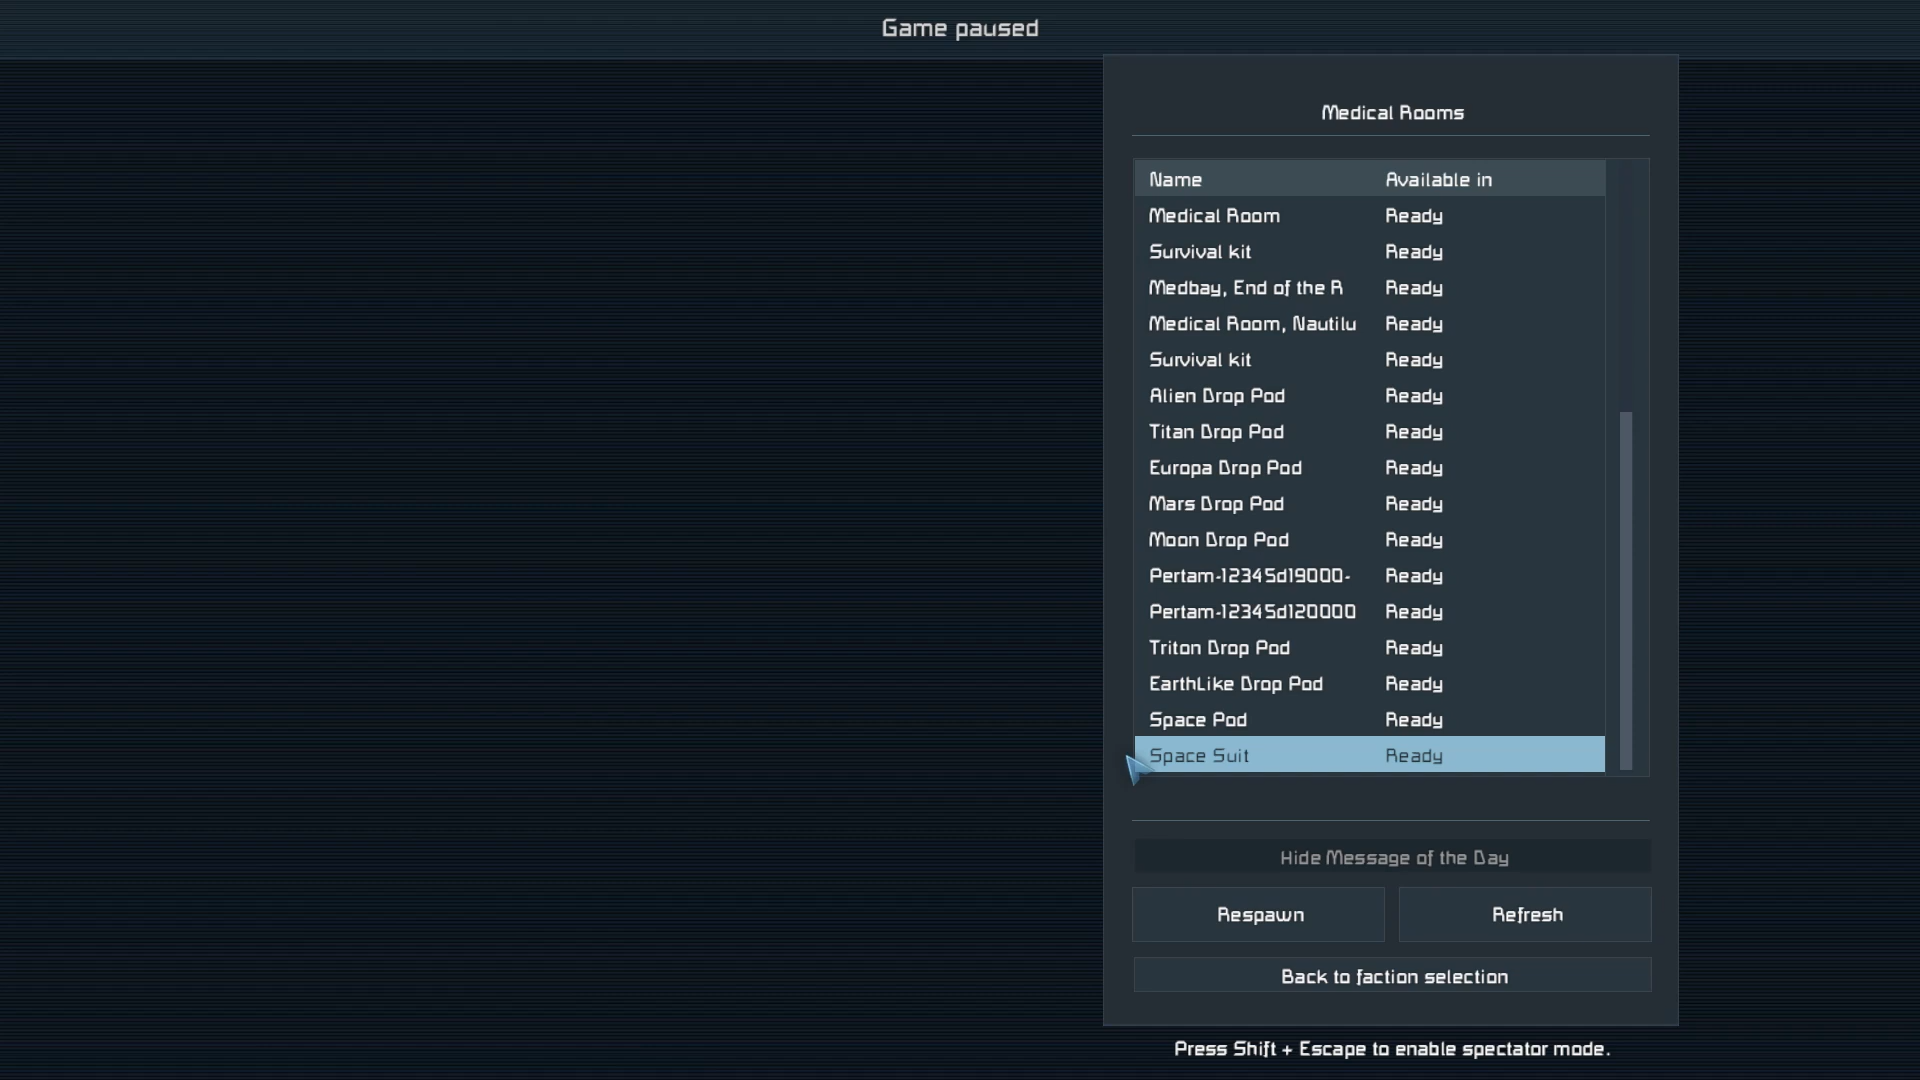 Game paused
Medical Rooms
Name Available in
Medical Room Ready
Survival kit Ready
Medbay, End of the R Ready
Medical Room, Nautilu Ready
Survival kit Ready
Alien Drop Pod Ready
Titan Drop Pod Ready
Europa Drop Pod Ready
Mars Drop Pod Ready
Moon Drop Pod Ready
Pertam-12345d19000- Ready
Pertam-12345d120000 Ready
Triton Drop Pod Ready
EarthLike Drop Pod Ready
Space Pod Ready
Space Suit Ready
Hide Message of the Day
Respawn Refresh
Back to faction selection
Press Shift + Escape to enable spectator mode.